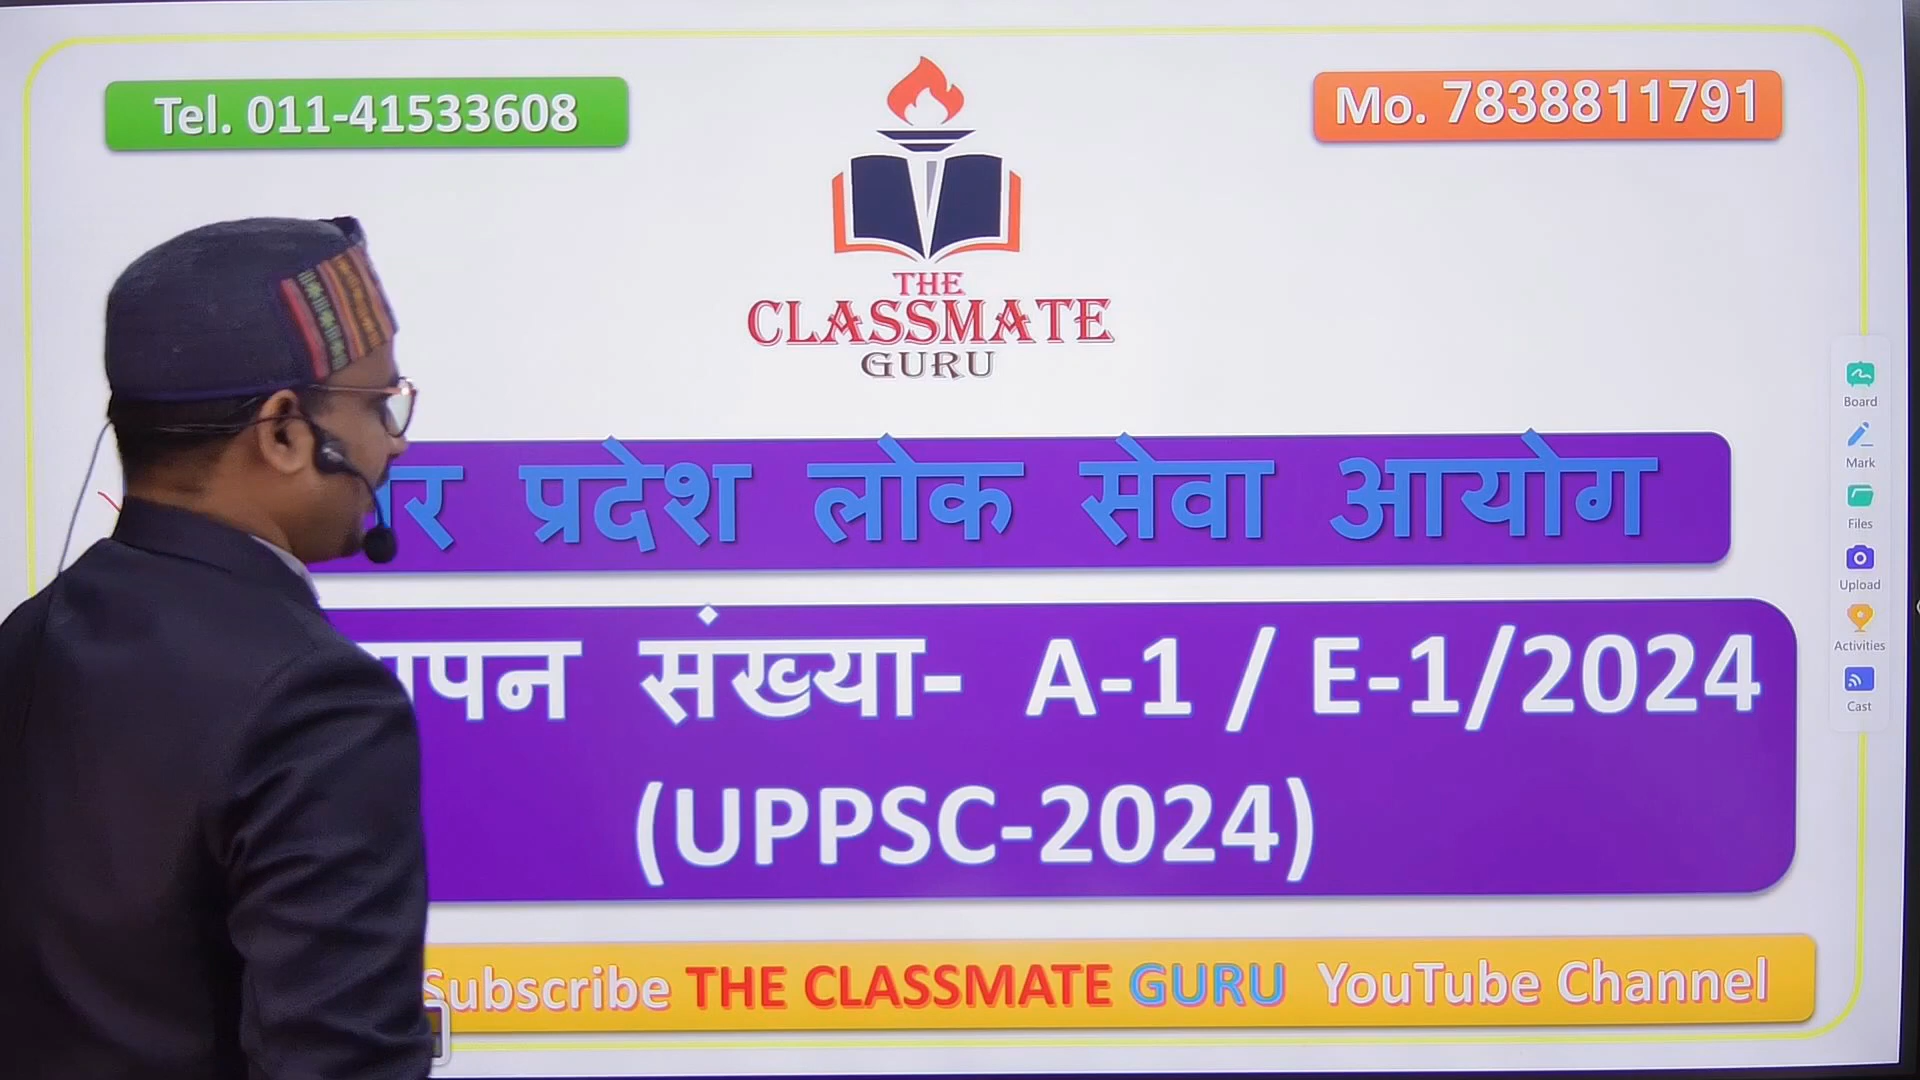 Tel. 011-41533608
Mo. 7838811791
THE
CLASSMATE
GURU
प्रदेश लोक सेवा आयोग
संख्या- A-1 / E-1/2024
(UPPSC-2024)
Subscribe THE CLASSMATE GURU YouTube Channel
Board
Mark
Files
Upload
Activities
Cast